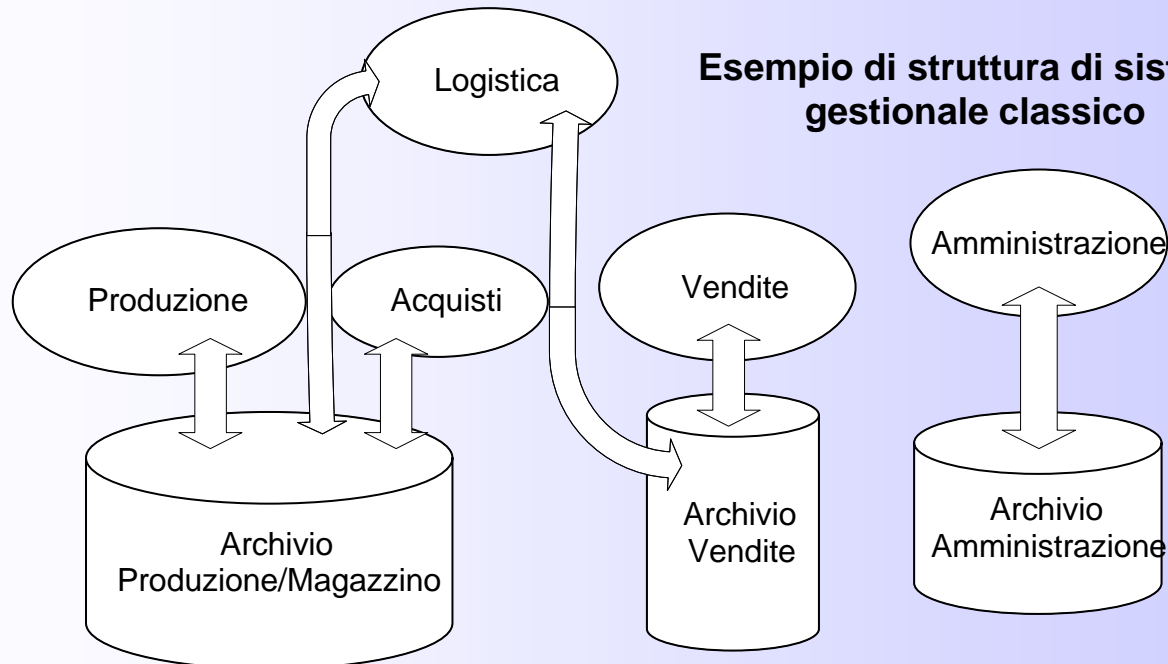 Logistica
Esempio di struttura di sist
gestionale classico
Produzione
Acquisti
Vendite
Amministrazione
Archivio
Produzione/Magazzino
Archivio
Vendite
Archivio
Amministrazione